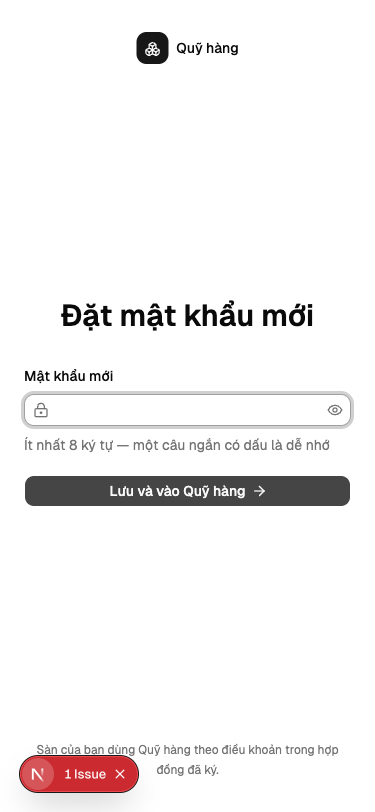 Quỹ hàng
Đặt mật khẩu mới
Mật khẩu mới
Ít nhất 8 ký tự — một câu ngắn có dấu là dễ nhớ
Lưu và vào Quỹ hàng →
Sàn của bạn dùng Quỹ hàng theo điều khoản trong hợp
đồng đã ký.
N 1 Issue ×